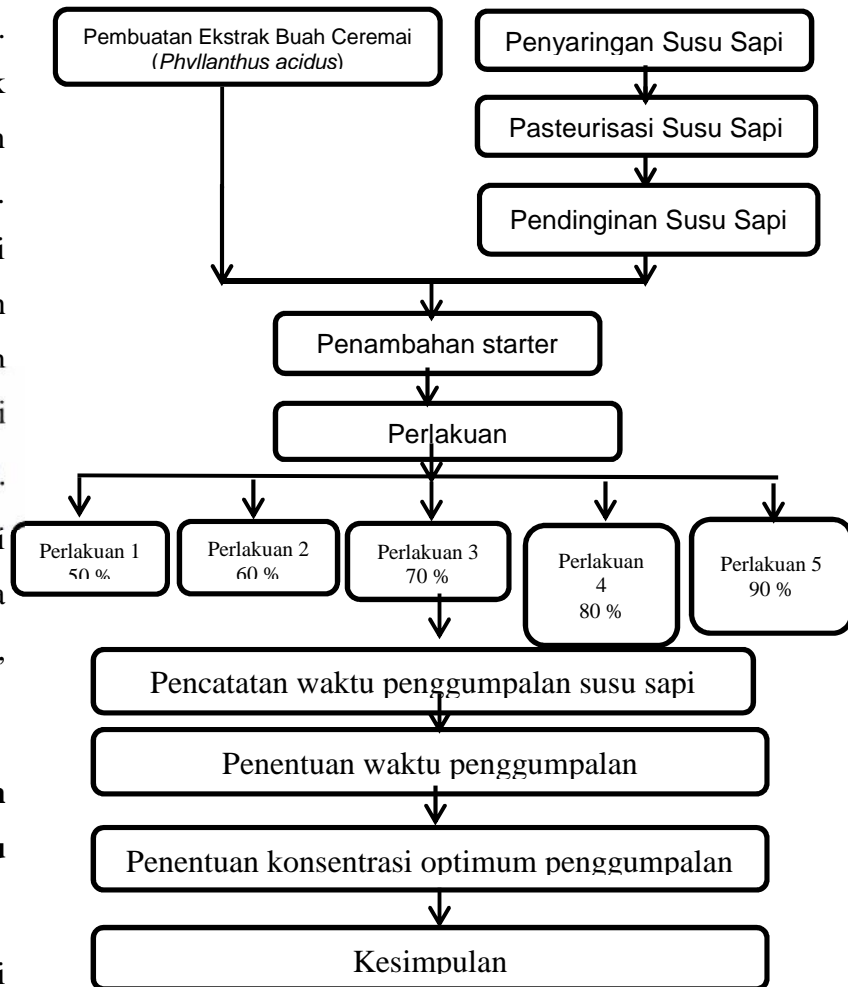 Pembuatan Ekstrak Buah Ceremai
(Phyllanthus acidus)
Penyaringan Susu Sapi
Pasteurisasi Susu Sapi
Pendinginan Susu Sapi
Penambahan starter
Perlakuan
Perlakuan 1
50 %
Perlakuan 2
60 %
Perlakuan 3
70 %
Perlakuan
4
80 %
Perlakuan 5
90 %
Pencatatan waktu penggumpalan susu sapi
Penentuan waktu penggumpalan
Penentuan konsentrasi optimum penggumpalan
Kesimpulan